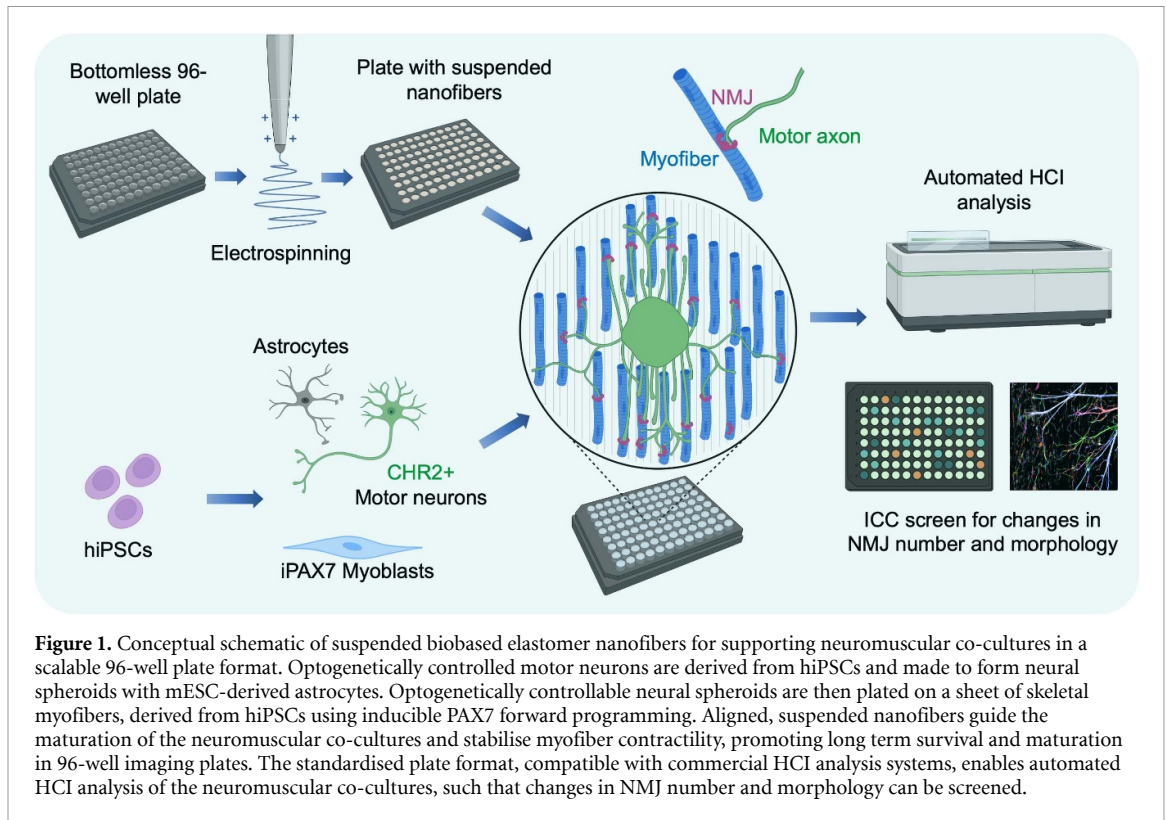 Bottomless 96-
well plate
Plate with suspended
nanofibers
Electrospinning
NMJ
Motor axon
Myofiber
Automated HCI
analysis
Astrocytes
CHR2+
Motor neurons
hiPSCs
iPAX7 Myoblasts
ICC screen for changes in
NMJ number and morphology
Figure 1. Conceptual schematic of suspended biobased elastomer nanofibers for supporting neuromuscular co-cultures in a
scalable 96-well plate format. Optogenetically controlled motor neurons are derived from hiPSCs and made to form neural
spheroids with mESC-derived astrocytes. Optogenetically controllable neural spheroids are then plated on a sheet of skeletal
myofibers, derived from hiPSCs using inducible PAX7 forward programming. Aligned, suspended nanofibers guide the
maturation of the neuromuscular co-cultures and stabilise myofiber contractility, promoting long term survival and maturation
in 96-well imaging plates. The standardised plate format, compatible with commercial HCI analysis systems, enables automated
HCI analysis of the neuromuscular co-cultures, such that changes in NMJ number and morphology can be screened.